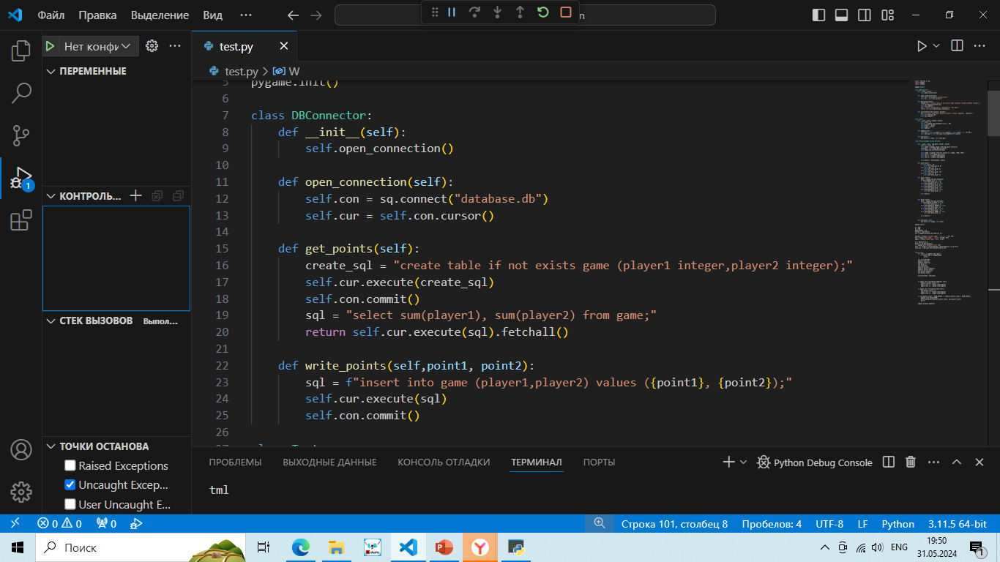 Файл Правка Выделение Вид ···
Нет конфи
ПЕРЕМЕННЫЕ
КОНТРОЛЬ...
СТЕК ВЫЗОВОВ Выпол...
ТОЧКИ ОСТАНОВА
Raised Exceptions
Uncaught Excep...
User Uncaught E...
1
test.py
test.py > W
5 pygame.init()
6
7 class DBConnector:
8 def __init__(self):
9 self.open_connection()
10
11 def open_connection(self):
12 self.con = sq.connect("database.db")
13 self.cur = self.con.cursor()
14
15 def get_points(self):
16 create_sql = "create table if not exists game (player1 integer,player2 integer);"
17 self.cur.execute(create_sql)
18 self.con.commit()
19 sql = "select sum(player1), sum(player2) from game;"
20 return self.cur.execute(sql).fetchall()
21
22 def write_points(self,point1, point2):
23 sql = f"insert into game (player1,player2) values ({point1}, {point2});"
24 self.cur.execute(sql)
25 self.con.commit()
26
ПРОБЛЕМЫ ВЫХОДНЫЕ ДАННЫЕ КОНСОЛЬ ОТЛАДКИ ТЕРМИНАЛ ПОРТЫ Python Debug Console
tml
0 0 0 Строка 101, столбец 8 Пробелов: 4 UTF-8 LF Python 3.11.5 64-bit
Поиск
ENG
19:50
31.05.2024
1